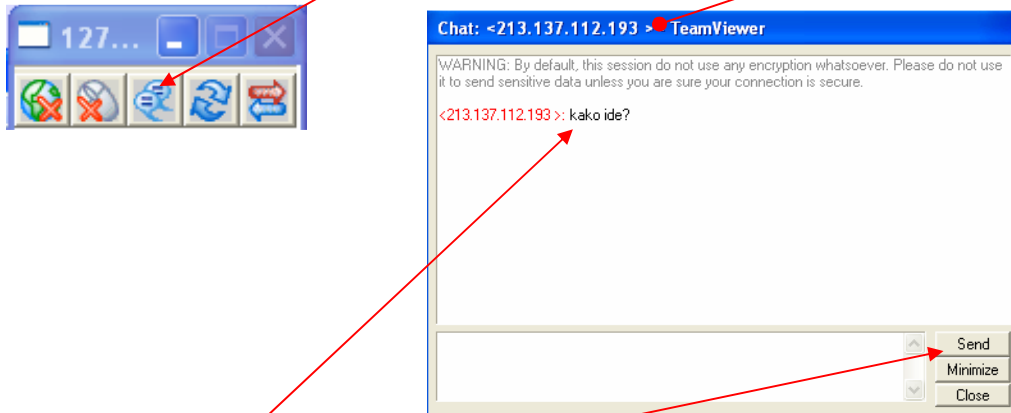 127...
Chat: <213.137.112.193 > - TeamViewer
WARNING: By default, this session do not use any encryption whatsoever. Please do not use
it to send sensitive data unless you are sure your connection is secure.
<213.137.112.193 >: kako ide?
Send
Minimize
Close